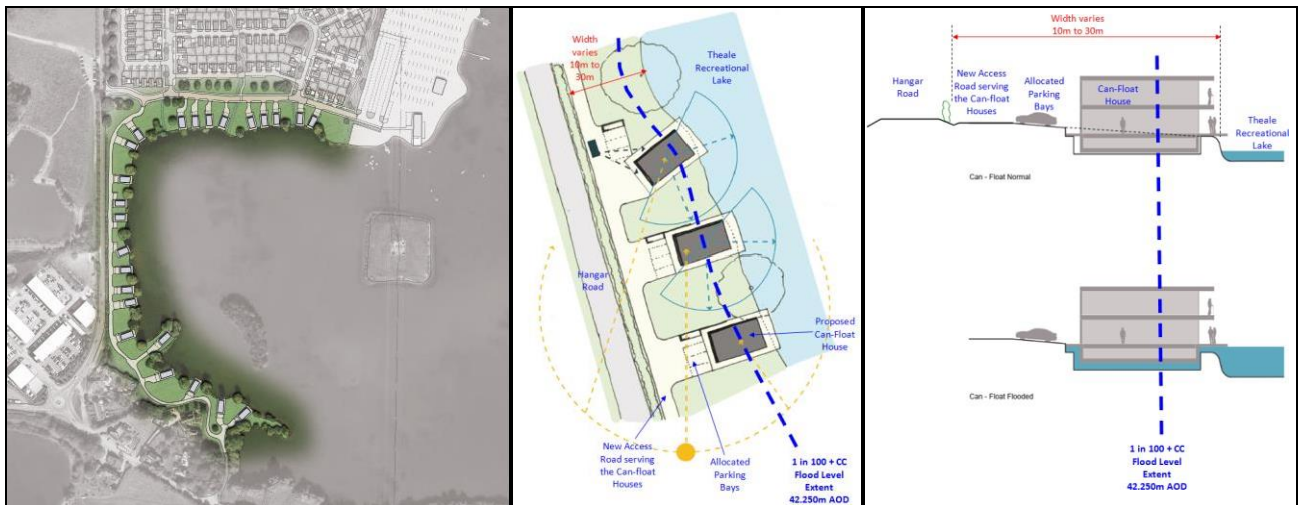 Width
varies
10m to
30m
Theale
Recreational
Lake
Hangar
Road
Proposed
Can-Float
House
New Access
Road serving
the Can-float
Houses
Allocated
Parking
Bays
1 in 100 + CC
Flood Level
Extent
42.250m AOD
Width varies
10m to 30m
Hangar
Road
New Access
Road serving
the Can-float
Houses
Allocated
Parking
Bays
Can-Float
House
Theale
Recreational
Lake
Can - Float Normal
Can - Float Flooded
1 in 100 + CC
Flood Level
Extent
42.250m AOD